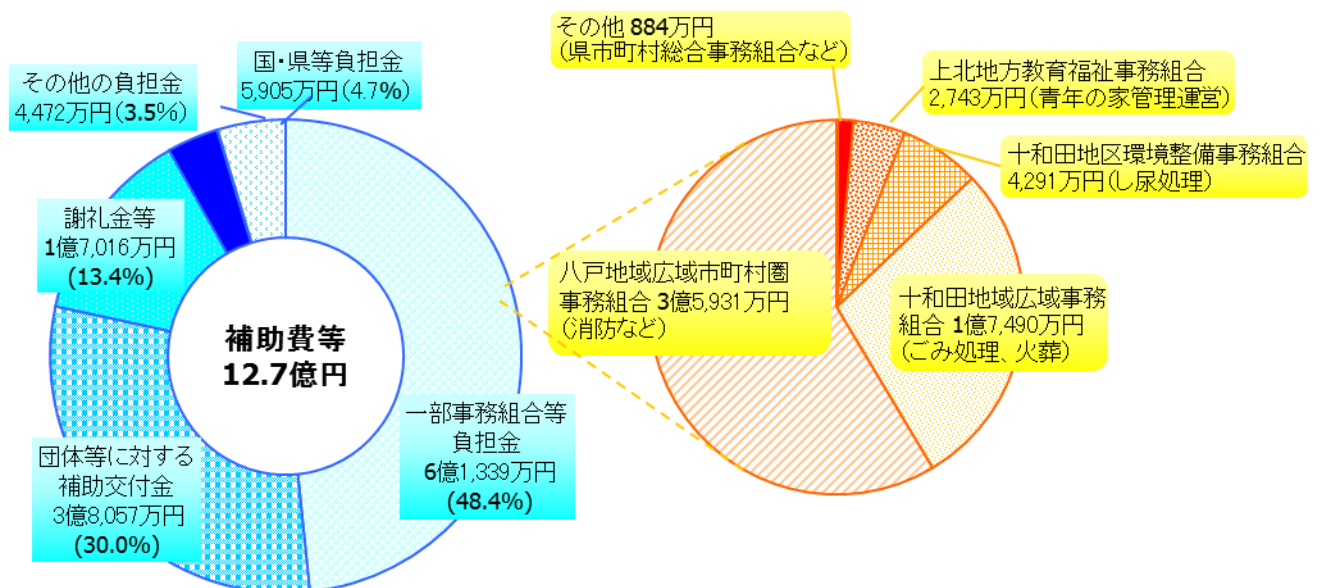 その他 884万円
(県市町村総合事務組合など)
国・県等負担金
5,905万円(4.7%)
その他の負担金
4,472万円(3.5%)
上北地方教育福祉事務組合
2,743万円(青年の家管理運営)
十和田地区環境整備事務組合
4,291万円(し尿処理)
謝礼金等
1億7,016万円
(13.4%)
八戸地域広域市町村圏
事務組合 3億5,931万円
(消防など)
十和田地域広域事務
組合 1億7,490万円
(ごみ処理、火葬)
補助費等
12.7億円
一部事務組合等
負担金
6億1,339万円
(48.4%)
団体等に対する
補助交付金
3億8,057万円
(30.0%)